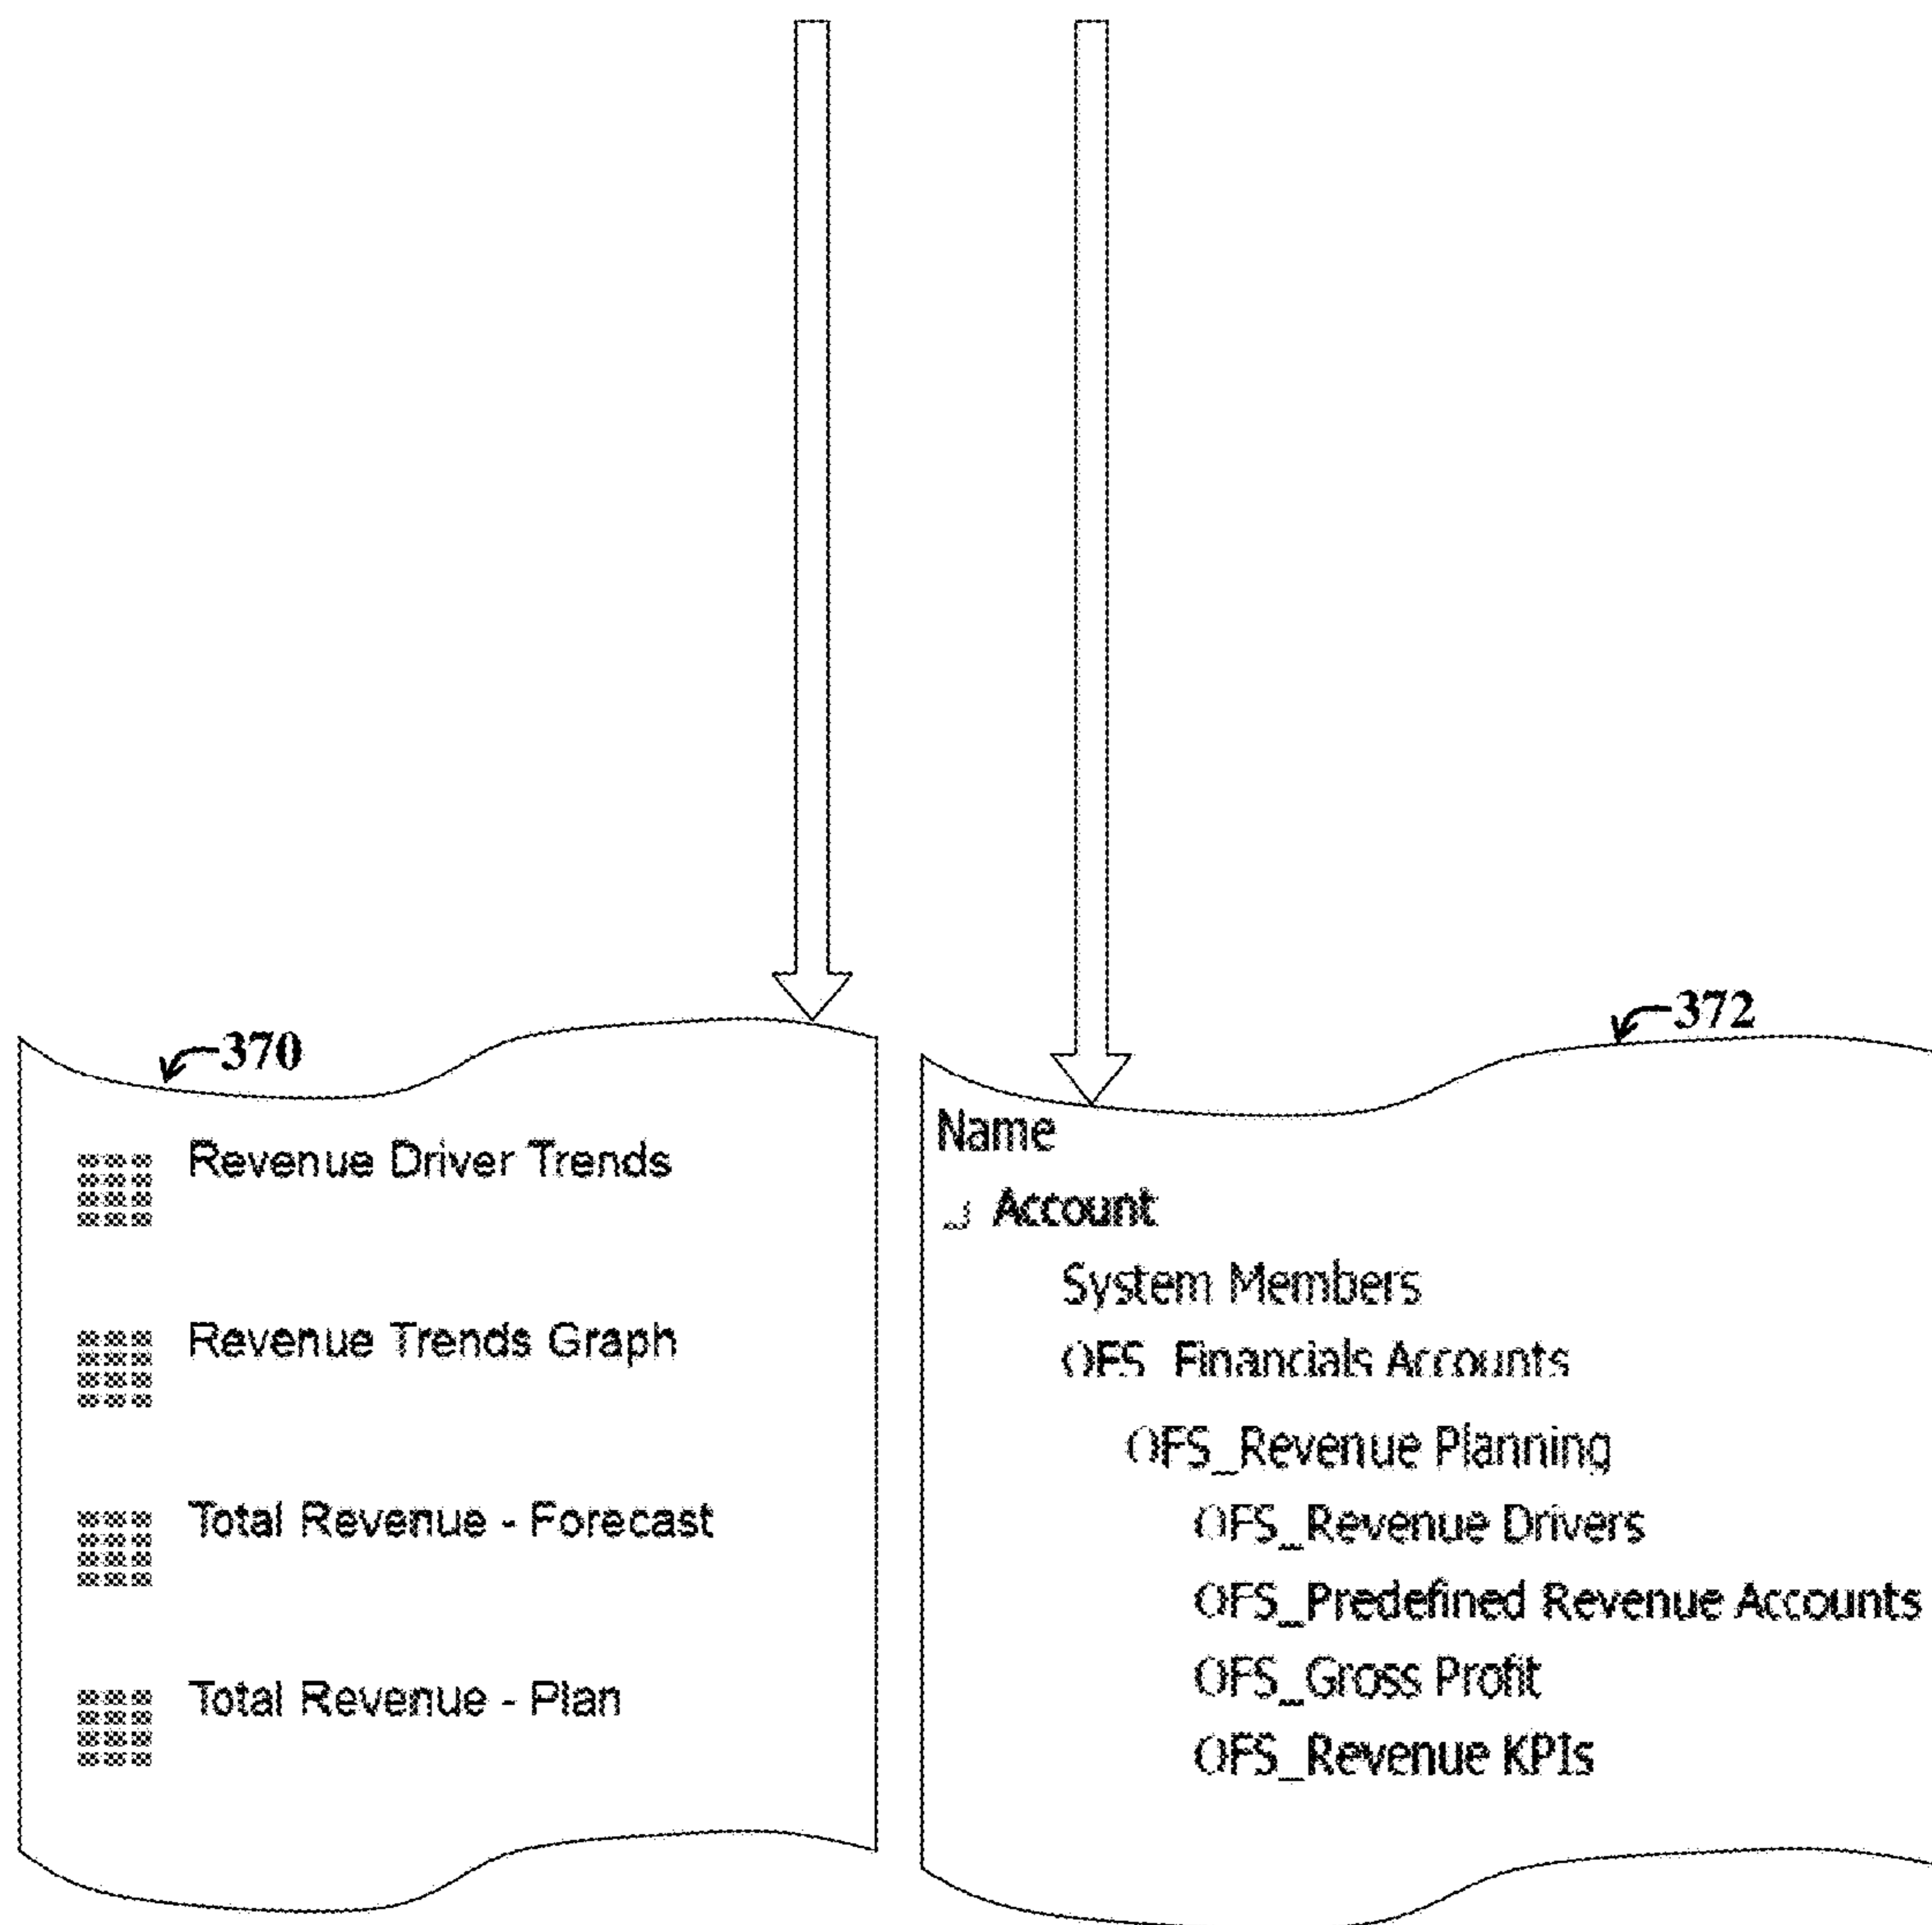 370
Revenue Driver Trends
Revenue Trends Graph
Total Revenue - Forecast
Total Revenue - Plan
372
Name
Account
System Members
OFS_Financials Accounts
OFS_Revenue Planning
OFS_Revenue Drivers
OFS_Predefined Revenue Accounts
OFS_Gross Profit
OFS_Revenue KPIs